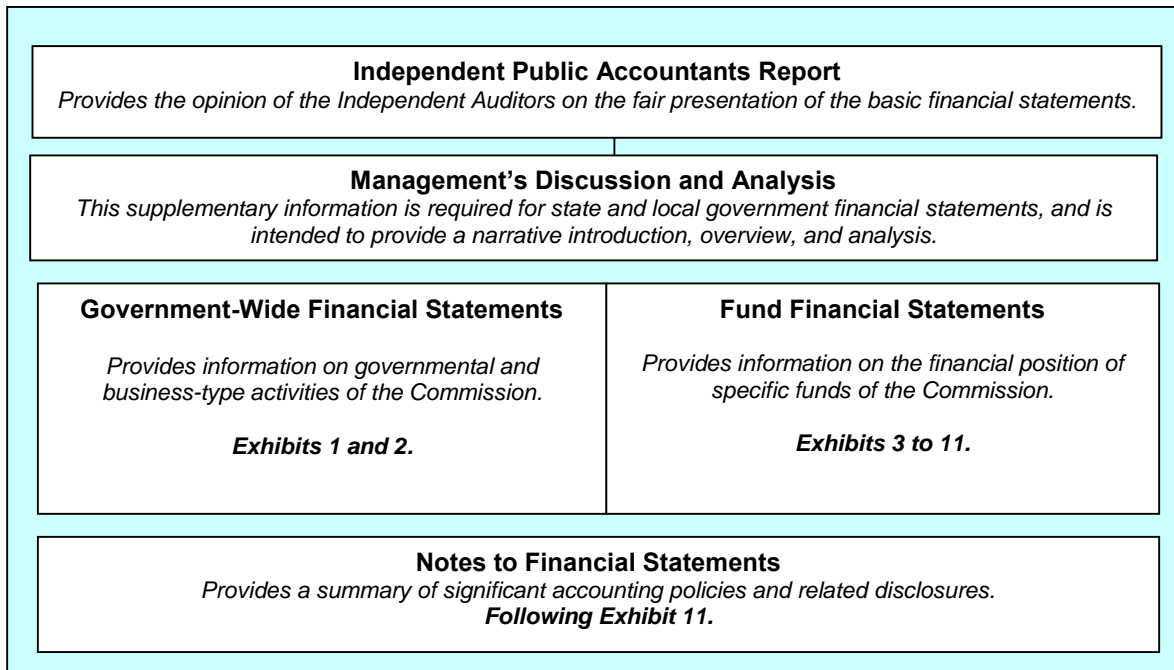 Independent Public Accountants Report
Provides the opinion of the Independent Auditors on the fair presentation of the basic financial statements.
Management’s Discussion and Analysis
This supplementary information is required for state and local government financial statements, and is
intended to provide a narrative introduction, overview, and analysis.
Government-Wide Financial Statements
Provides information on governmental and
business-type activities of the Commission.
Exhibits 1 and 2.
Fund Financial Statements
Provides information on the financial position of
specific funds of the Commission.
Exhibits 3 to 11.
Notes to Financial Statements
Provides a summary of significant accounting policies and related disclosures.
Following Exhibit 11.